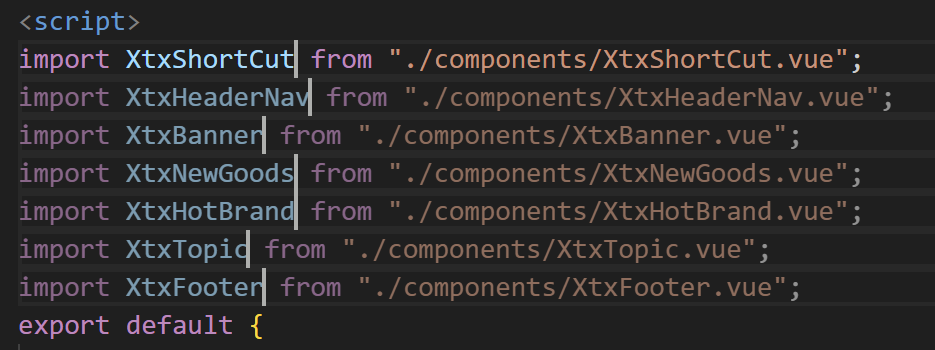 <script>
import XtxShortCut from "./components/XtxShortCut.vue";
import XtxHeaderNav from "./components/XtxHeaderNav.vue";
import XtxBanner from "./components/XtxBanner.vue";
import XtxNewGoods from "./components/XtxNewGoods.vue";
import XtxHotBrand from "./components/XtxHotBrand.vue";
import XtxTopic from "./components/XtxTopic.vue";
import XtxFooter from "./components/XtxFooter.vue";
export default {